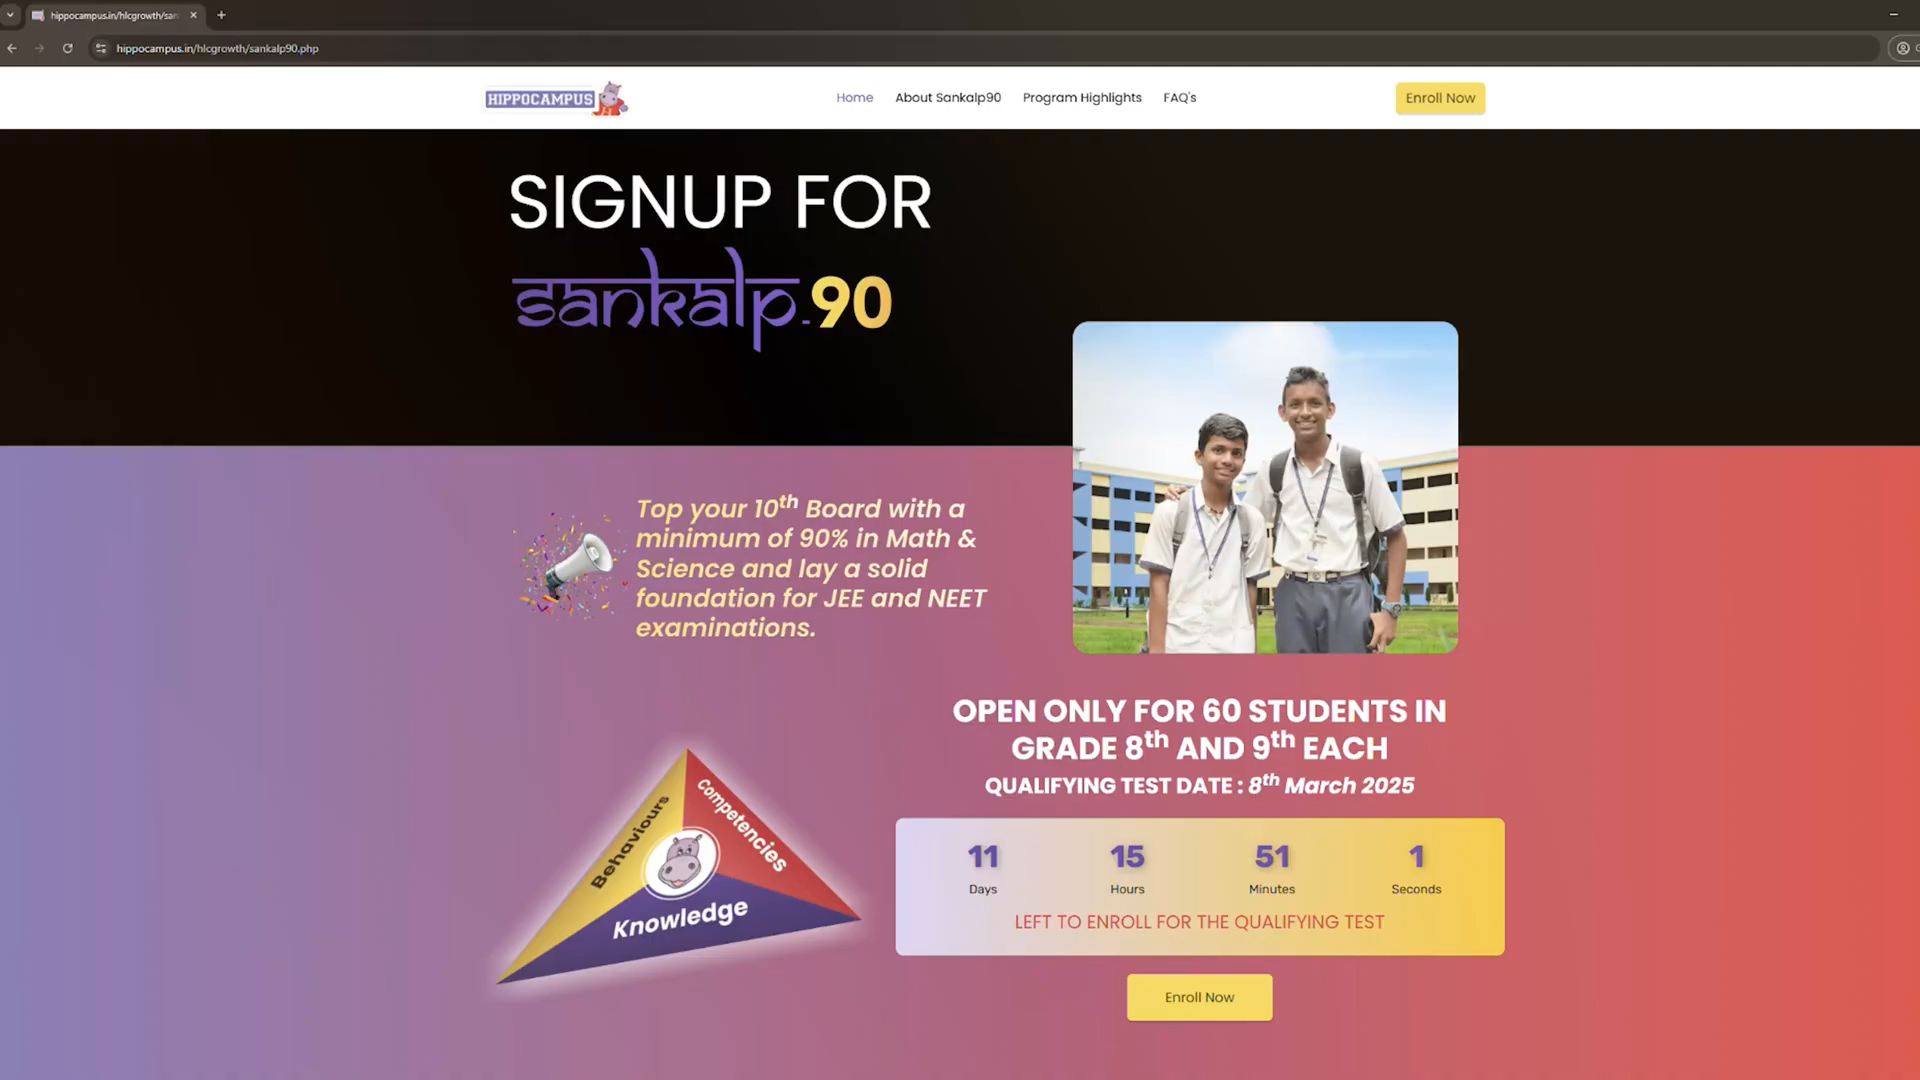 hippocampus.in/hlcgrowth/san
hippocampus.in/hlcgrowth/sankalp90.php
HIPPOCAMPUS
Home
About Sankalp90
Program Highlights
FAQ's
Enroll Now
SIGNUP FOR
sankalp-90
Top your 10th Board with a
minimum of 90% in Math &
Science and lay a solid
foundation for JEE and NEET
examinations.
OPEN ONLY FOR 60 STUDENTS IN
GRADE 8th AND 9th EACH
QUALIFYING TEST DATE : 8th March 2025
Behaviours
Competencies
Knowledge
11 15 51 1
Days Hours Minutes Seconds
LEFT TO ENROLL FOR THE QUALIFYING TEST
Enroll Now